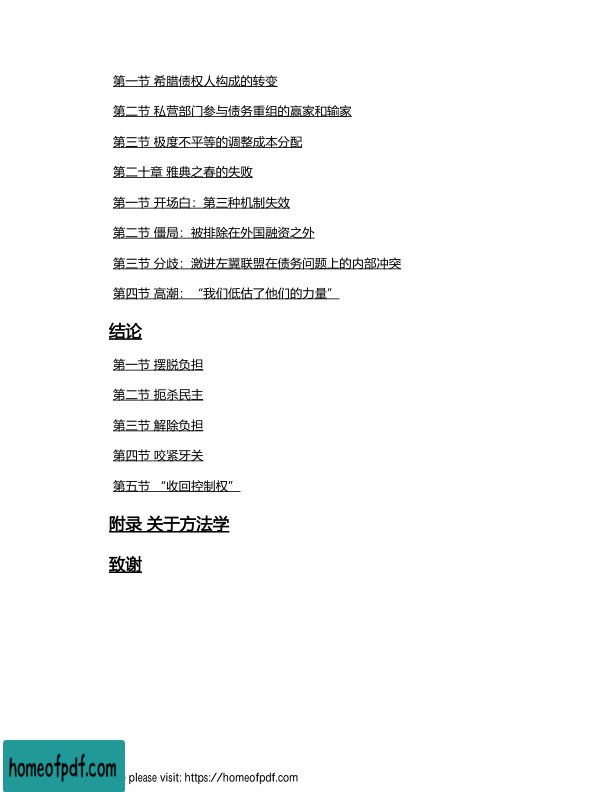 第一节 希腊债权人构成的转变
第二节 私营部门参与债务重组的赢家和输家
第三节 极度不平等的调整成本分配
第二十章 雅典之春的失败
第一节 开场白：第三种机制失效
第二节 僵局：被排除在外国融资之外
第三节 分歧：激进左翼联盟在债务问题上的内部冲突
第四节 高潮：“我们低估了他们的力量”
结论
第一节 摆脱负担
第二节 扼杀民主
第三节 解除负担
第四节 咬紧牙关
第五节 “收回控制权”
附录 关于方法学
致谢
homeofpdf.com please visit: https://homeofpdf.com